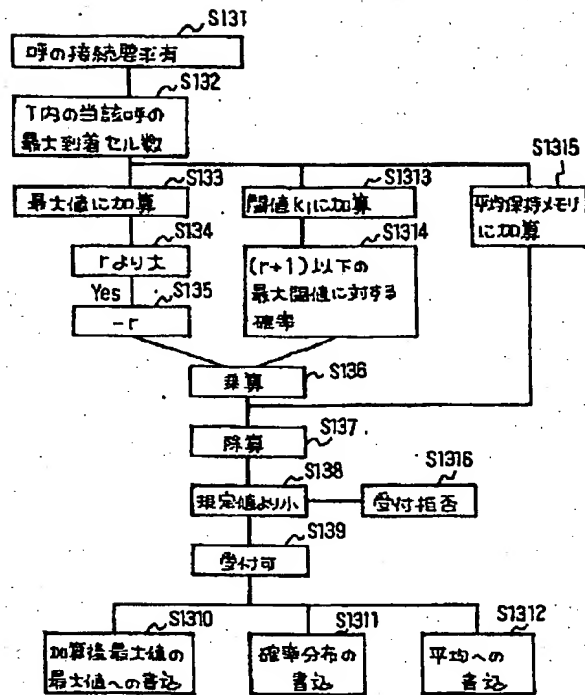 S131
呼の接続要求有
S132
T内の当該呼の
最大到着セル数
S133
最大値に加算
S1313
閾値kjに加算
S1315
平均保持メモリ
に加算
S134
rより大
S1314
(r+1)以下の
最大閾値に対する
確率
Yes
S135
-r
S136
乗算
S137
除算
S138
規定値より小
S1316
受付拒否
S139
受付可
S1310
加算後最大値の
最大値への書込
S1311
確率分布の
書込
S1312
平均への
書込